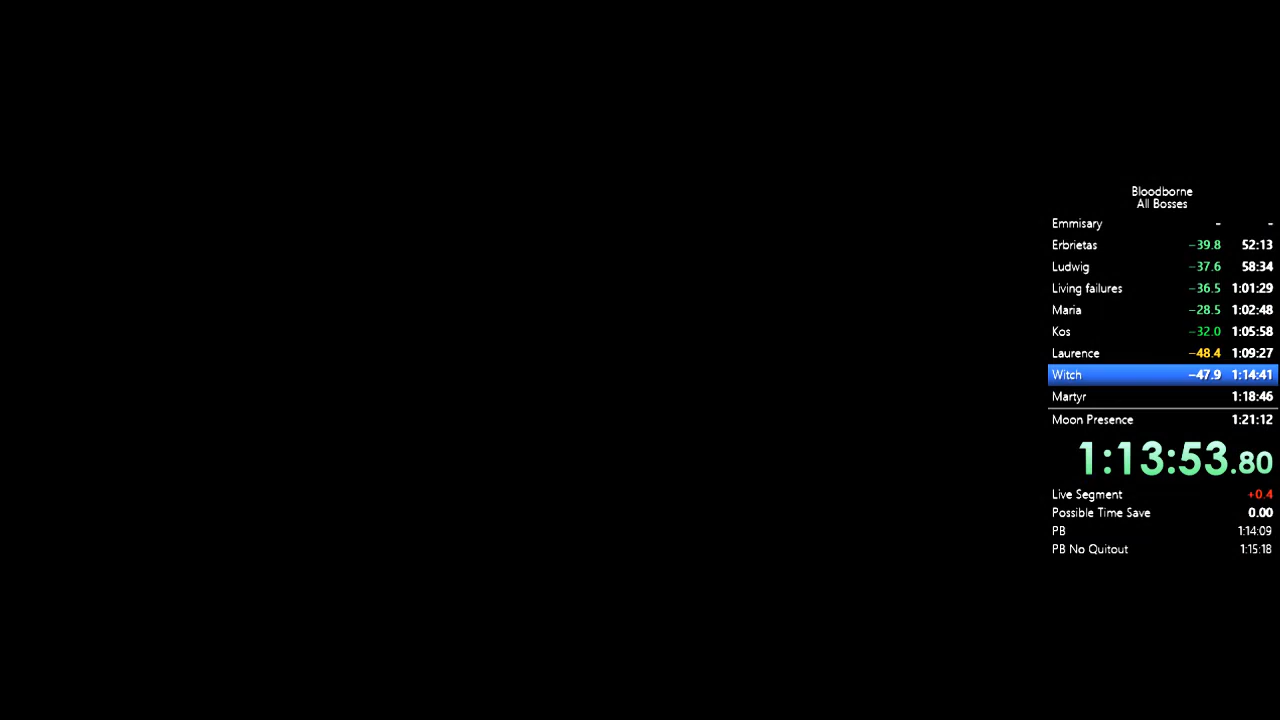 Bloodborne
All Bosses
Emmisary - -
Erbrietas -39.8 52:13
Ludwig -37.6 58:34
Living failures -36.5 1:01:29
Maria -28.5 1:02:48
Kos -32.0 1:05:58
Laurence -48.4 1:09:27
Witch -47.9 1:14:41
Martyr 1:18:46
Moon Presence 1:21:12
1:13:53.80
Live Segment +0.4
Possible Time Save 0.00
PB 1:14:09
PB No Quitout 1:15:18